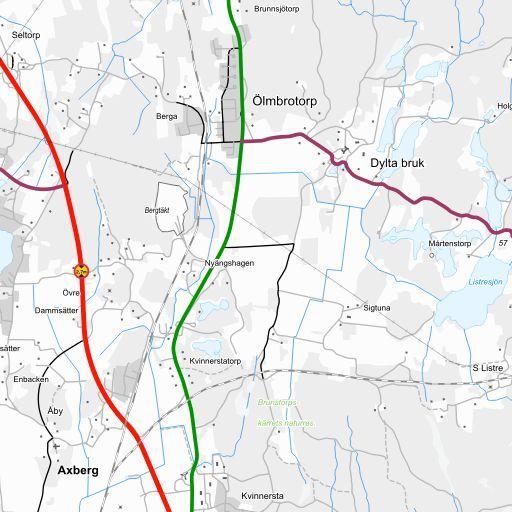 Brunnsjötorp
Seltorp
Ölmbrotorp
Berga
Holg
Dylta bruk
Bergtäkt
Mårtenstorp
57
Nyängshagen
Listresjön
Övre
Dammsätter
Sigtuna
sätter
Kvinnerstatorp
S Listre
Enbacken
Åby
Brunstorps-
kärrets naturres.
Axberg
Kvinnersta